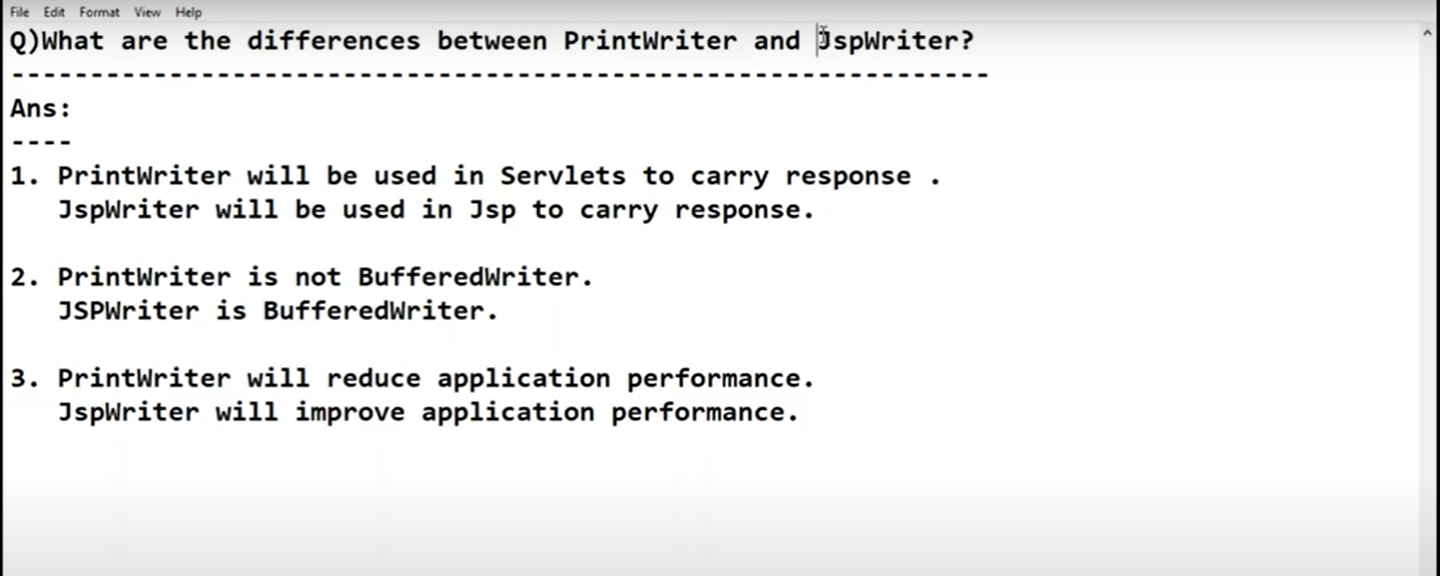 File Edit Format View Help
Q)What are the differences between PrintWriter and JspWriter?
--------------------------------------------------------------
Ans:
----
1. PrintWriter will be used in Servlets to carry response .
JspWriter will be used in Jsp to carry response.
2. PrintWriter is not BufferedWriter.
JSPWriter is BufferedWriter.
3. PrintWriter will reduce application performance.
JspWriter will improve application performance.